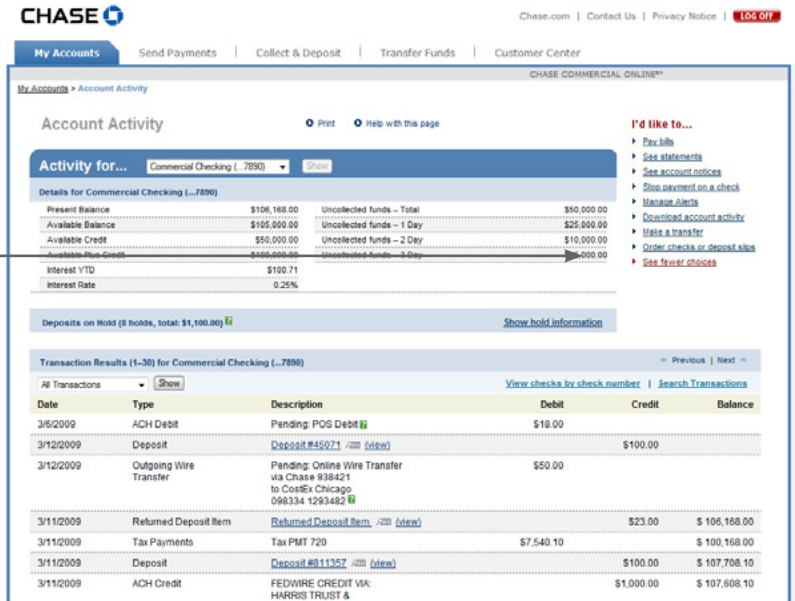 CHASE
Chase.com | Contact Us | Privacy Notice | LOG OFF
My Accounts Send Payments | Collect & Deposit | Transfer Funds | Customer Center
CHASE COMMERCIAL ONLINE℠
My Accounts > Account Activity
Account Activity Print Help with this page
Activity for... Commercial Checking (...7890) Show
Details for Commercial Checking (...7890)
Present Balance $106,168.00 Uncollected funds – Total $50,000.00
Available Balance $105,000.00 Uncollected funds – 1 Day $25,000.00
Available Credit $50,000.00 Uncollected funds – 2 Day $10,000.00
Available Plus Credit Uncollected funds – 3 Day
Interest YTD $100.71
Interest Rate 0.25%
I'd like to...
Pay bills
See statements
See account notices
Stop payment on a check
Manage Alerts
Download account activity
Make a transfer
Order checks or deposit slips
See fewer choices
Deposits on Hold (8 holds, total: $1,100.00) ? Show hold information
Transaction Results (1–30) for Commercial Checking (...7890) Previous | Next
All Transactions Show View checks by check number | Search Transactions
Date Type Description Debit Credit Balance
3/6/2009 ACH Debit Pending: POS Debit ? $18.00
3/12/2009 Deposit Deposit #45071 (view) $100.00
3/12/2009 Outgoing Wire Transfer Pending: Online Wire Transfer $50.00
via Chase 938421
to CostEx Chicago
098334 1293482 ?
3/11/2009 Returned Deposit Item Returned Deposit Item (view) $23.00 $ 106,168.00
3/11/2009 Tax Payments Tax PMT 720 $7,540.10 $ 100,168.00
3/11/2009 Deposit Deposit #811357 (view) $100.00 $ 107,708.10
3/11/2009 ACH Credit FEDWIRE CREDIT VIA: $1,000.00 $ 107,608.10
HARRIS TRUST &